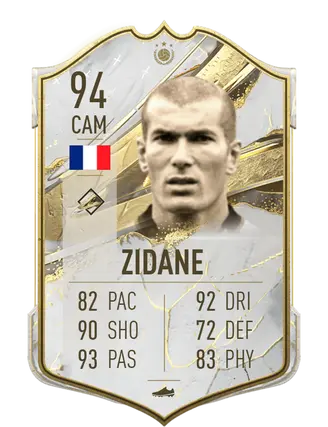 94
CAM
ZIDANE
82 PAC 92 DRI
90 SHO 72 DEF
93 PAS 83 PHY